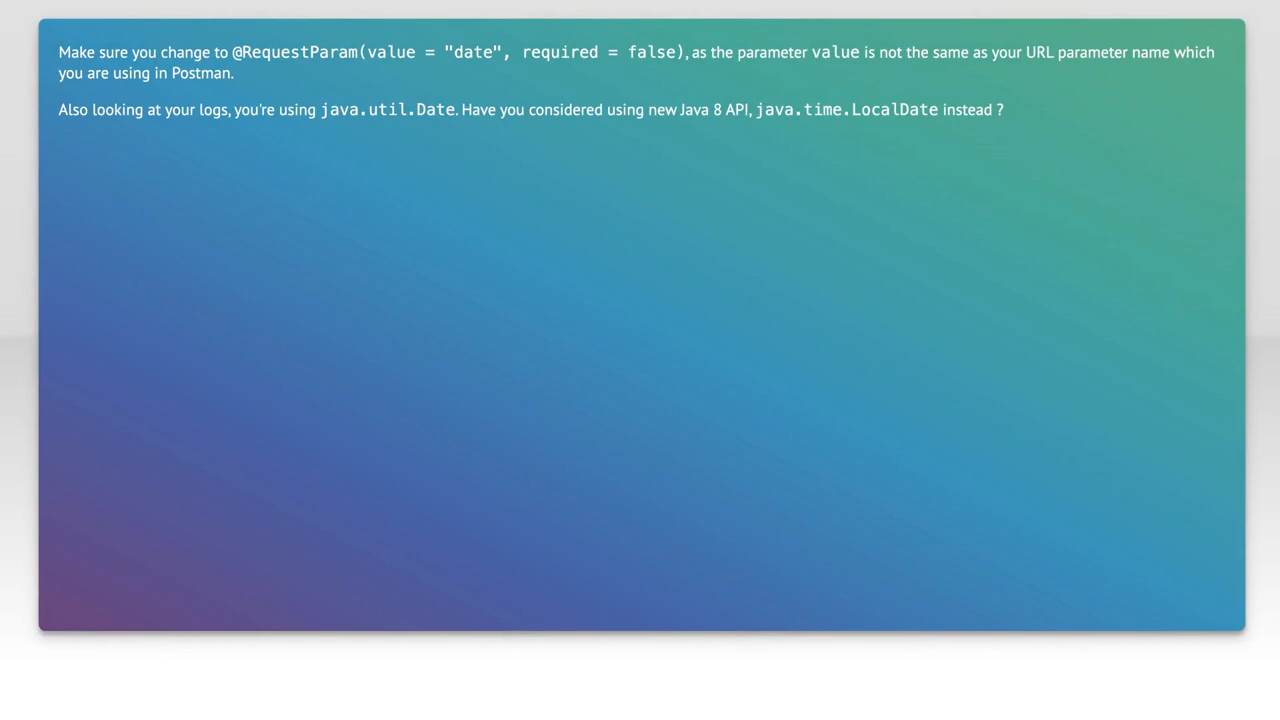 Make sure you change to @RequestParam(value = "date", required = false), as the parameter value is not the same as your URL parameter name which
you are using in Postman.
Also looking at your logs, you're using java.util.Date. Have you considered using new Java 8 API, java.time.LocalDate instead ?